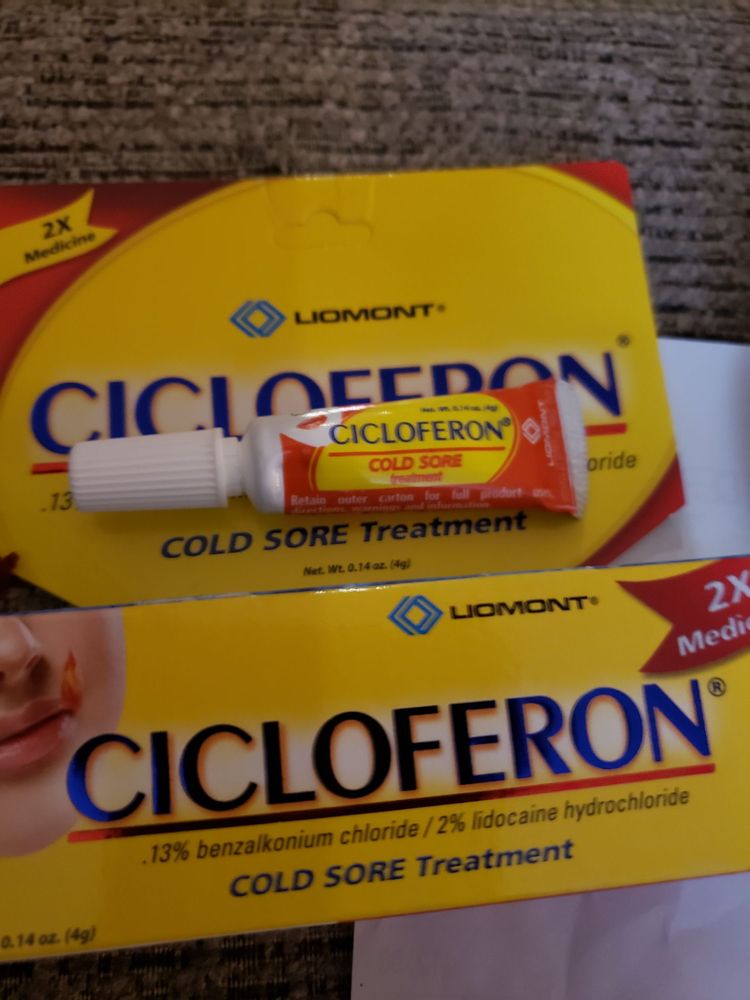 2X
Medicine
LIOMONT®
CICLOFERON®
CICLOFERON®
Net. Wt. 0.14 oz. (4g)
LIOMONT
COLD SORE
treatment
Retain outer carton for full product uses,
directions, warnings and information
.13
oride
COLD SORE Treatment
Net. Wt. 0.14 oz. (4g)
LIOMONT®
2X
Medic
CICLOFERON®
.13% benzalkonium chloride / 2% lidocaine hydrochloride
COLD SORE Treatment
0.14 oz. (4g)